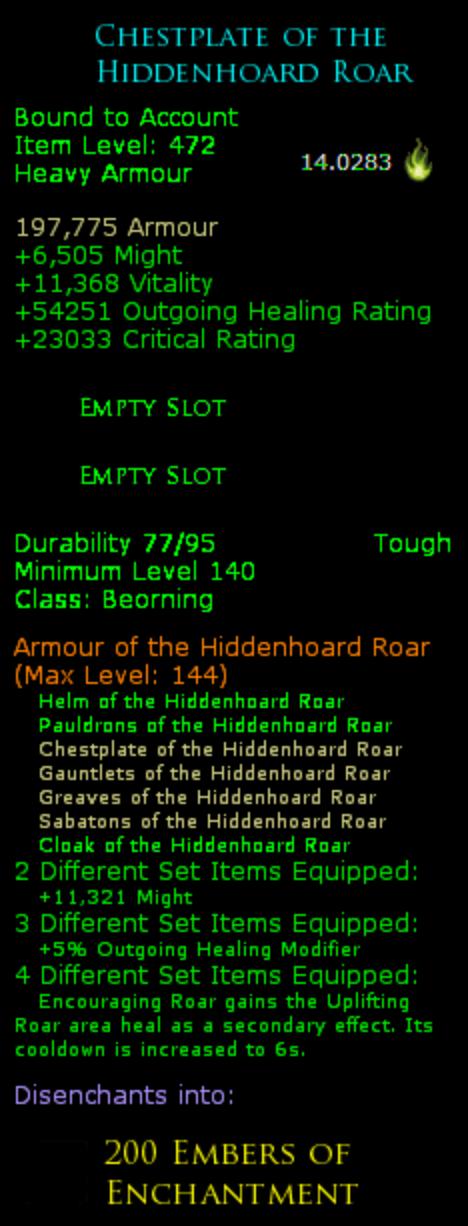 Chestplate of the
Hiddenhoard Roar
Bound to Account
Item Level: 472
Heavy Armour
14.0283
197,775 Armour
+6,505 Might
+11,368 Vitality
+54251 Outgoing Healing Rating
+23033 Critical Rating
Empty Slot
Empty Slot
Durability 77/95 Tough
Minimum Level 140
Class: Beorning
Armour of the Hiddenhoard Roar
(Max Level: 144)
Helm of the Hiddenhoard Roar
Pauldrons of the Hiddenhoard Roar
Chestplate of the Hiddenhoard Roar
Gauntlets of the Hiddenhoard Roar
Greaves of the Hiddenhoard Roar
Sabatons of the Hiddenhoard Roar
Cloak of the Hiddenhoard Roar
2 Different Set Items Equipped:
+11,321 Might
3 Different Set Items Equipped:
+5% Outgoing Healing Modifier
4 Different Set Items Equipped:
Encouraging Roar gains the Uplifting
Roar area heal as a secondary effect. Its
cooldown is increased to 6s.
Disenchants into:
200 Embers of
Enchantment